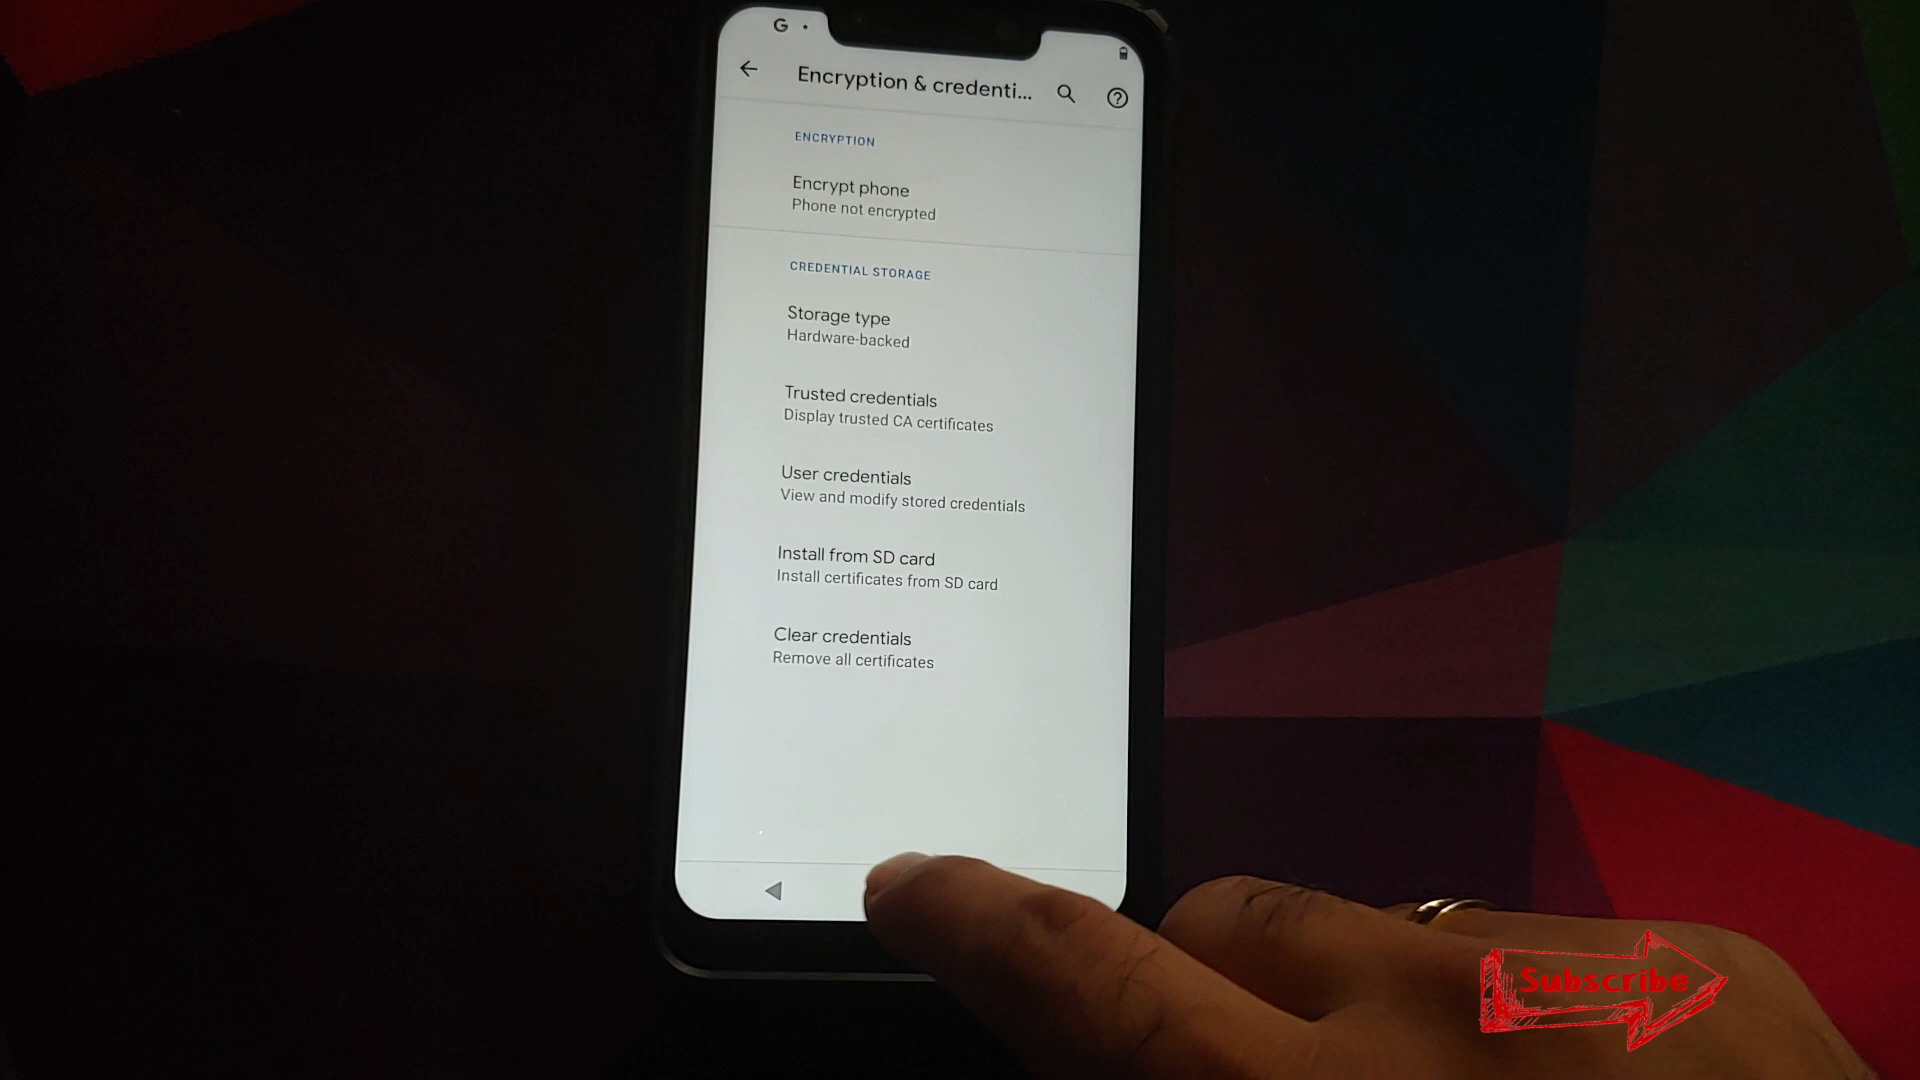 G
Encryption & credenti...
ENCRYPTION
Encrypt phone
Phone not encrypted
CREDENTIAL STORAGE
Storage type
Hardware-backed
Trusted credentials
Display trusted CA certificates
User credentials
View and modify stored credentials
Install from SD card
Install certificates from SD card
Clear credentials
Remove all certificates
Subscribe